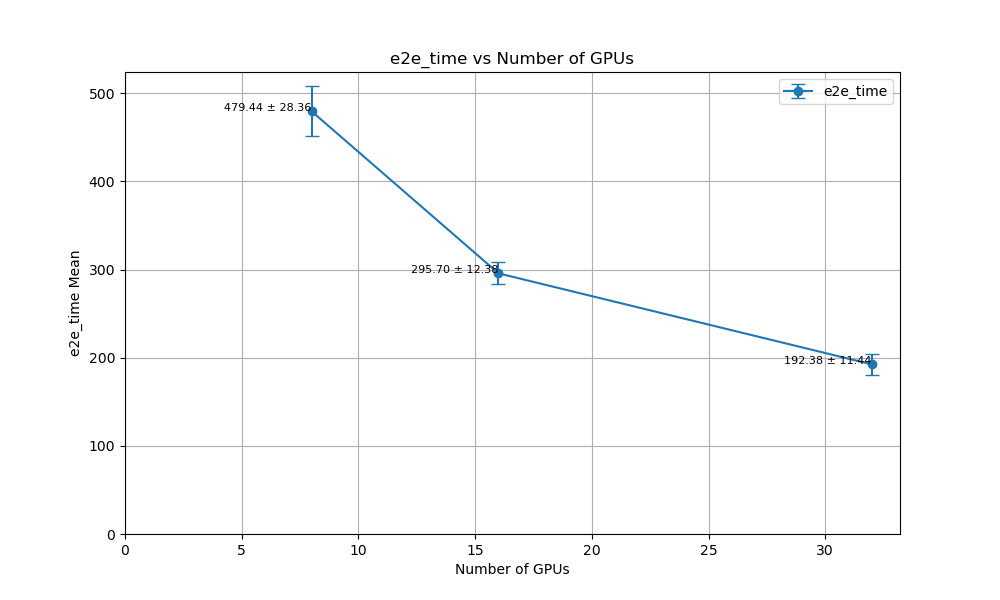 e2e_time vs Number of GPUs
e2e_time
479.44 ± 28.36
295.70 ± 12.38
192.38 ± 11.44
500
400
300
200
100
0
e2e_time Mean
0 5 10 15 20 25 30
Number of GPUs